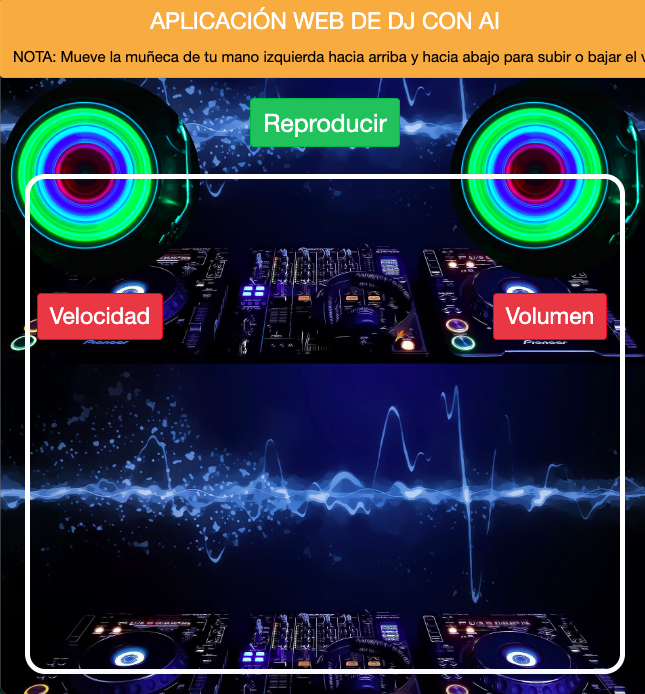 APLICACIÓN WEB DE DJ CON AI
NOTA: Mueve la muñeca de tu mano izquierda hacia arriba y hacia abajo para subir o bajar el v
Reproducir
Velocidad
Volumen
Pioneer
Pioneer